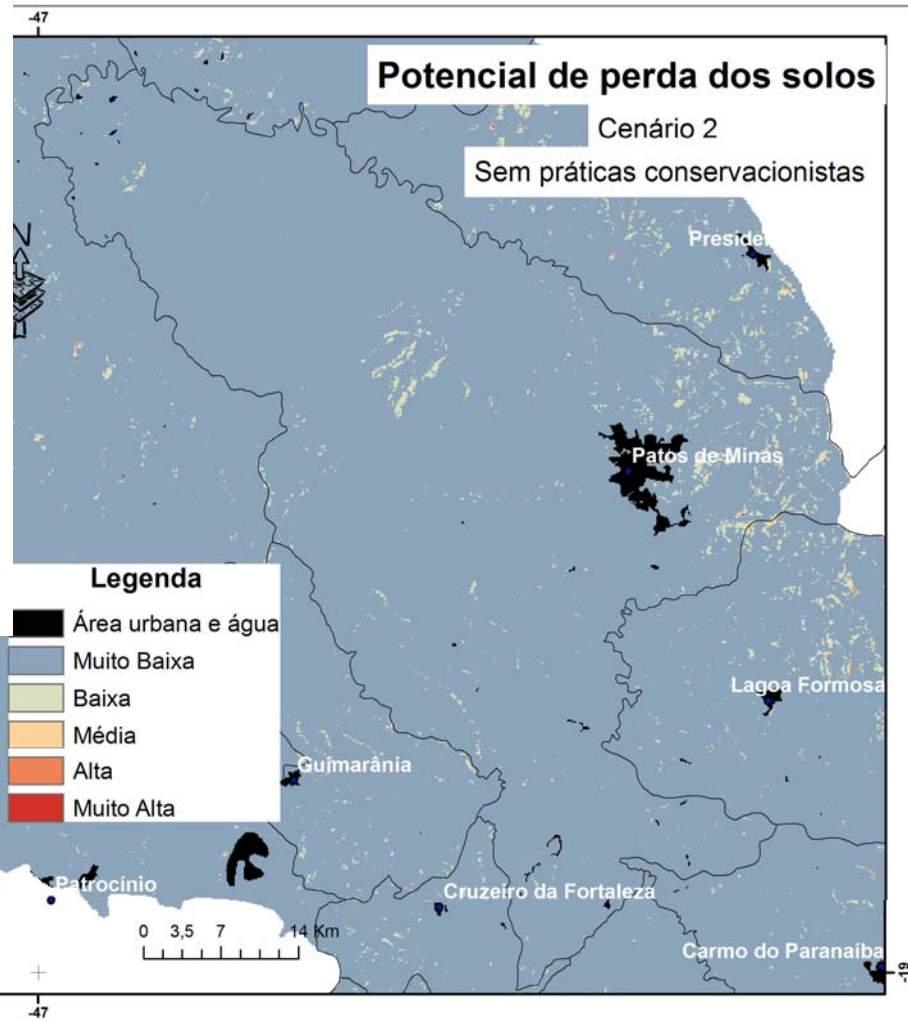 -47
Potencial de perda dos solos
Cenário 2
Sem práticas conservacionistas
Presider
N
Patos de Minas
Legenda
Área urbana e água
Muito Baixa
Baixa
Média
Alta
Muito Alta
Lagoa Formosa
Guimarânia
Patrocínio
Cruzeiro da Fortaleza
0 3,5 7 14 Km
Carmo do Paranaíba
-19
-47